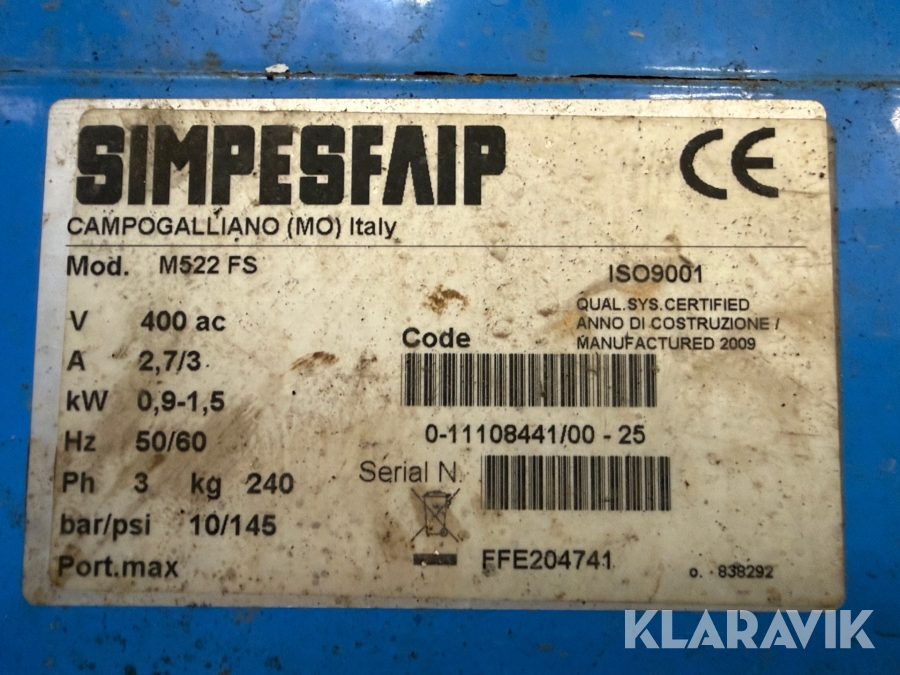 SIMPESFAIP
CE
CAMPOGALLIANO (MO) Italy
Mod. M522 FS
ISO9001
QUAL.SYS.CERTIFIED
ANNO DI COSTRUZIONE /
MANUFACTURED 2009
V 400 ac
A 2,7/3
kW 0,9-1,5
Hz 50/60
Ph 3 kg 240
bar/psi 10/145
Port.max
Code
0-11108441/00 - 25
Serial N.
FFE204741
o. - 838292
KLARAVIK